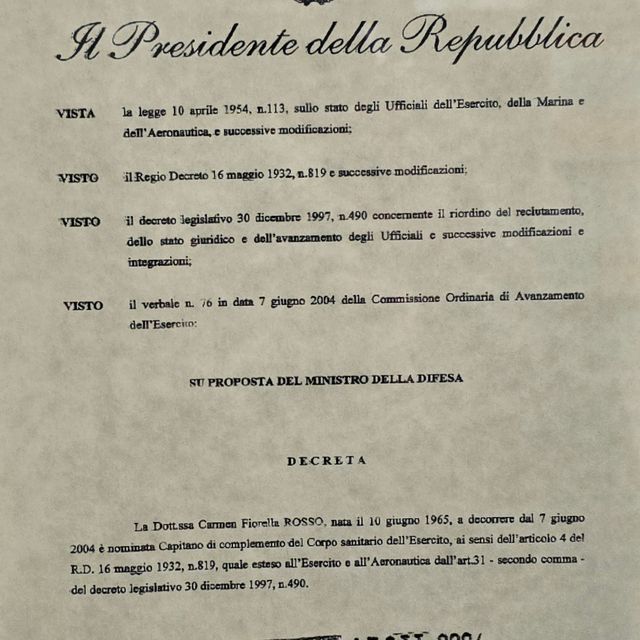 Il Presidente della Repubblica
VISTA la legge 10 aprile 1954, n.113, sullo stato degli Ufficiali dell'Esercito, della Marina e
dell'Aeronautica, e successive modificazioni;
VISTO il Regio Decreto 16 maggio 1932, n.819 e successive modificazioni;
VISTO il decreto legislativo 30 dicembre 1997, n.490 concernente il riordino del reclutamento,
dello stato giuridico e dell'avanzamento degli Ufficiali e successive modificazioni e
integrazioni;
VISTO il verbale n. 76 in data 7 giugno 2004 della Commissione Ordinaria di Avanzamento
dell'Esercito:
SU PROPOSTA DEL MINISTRO DELLA DIFESA
DECRETA
La Dott.ssa Carmen Fiorella ROSSO, nata il 10 giugno 1965, a decorrere dal 7 giugno
2004 è nominata Capitano di complemento del Corpo sanitario dell'Esercito, ai sensi dell'articolo 4 del
R.D. 16 maggio 1932, n.819, quale esteso all'Esercito e all'Aeronautica dall'art.31 - secondo comma -
del decreto legislativo 30 dicembre 1997, n.490.